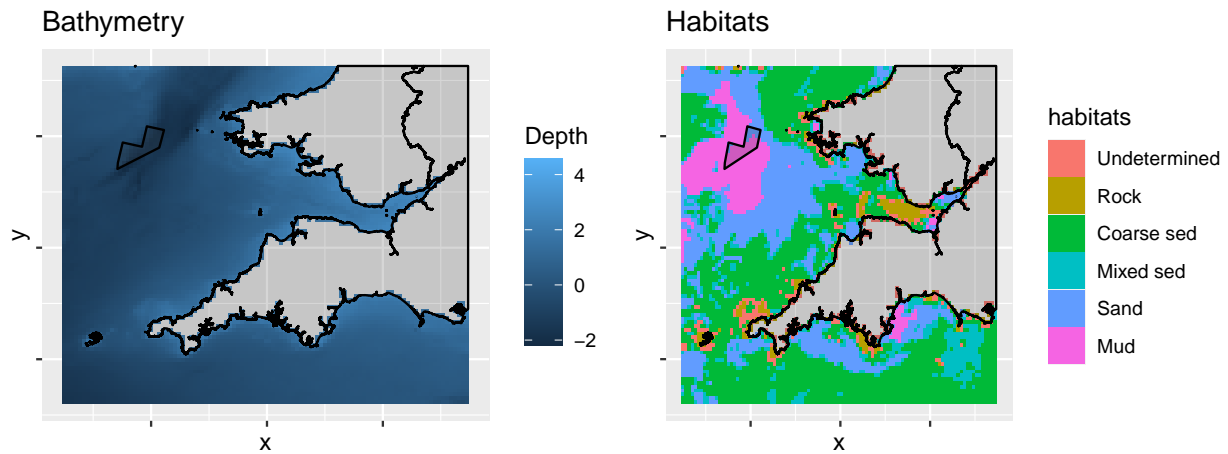 Bathymetry
y
x
Depth
4
2
0
−2
Habitats
y
x
habitats
Undetermined
Rock
Coarse sed
Mixed sed
Sand
Mud